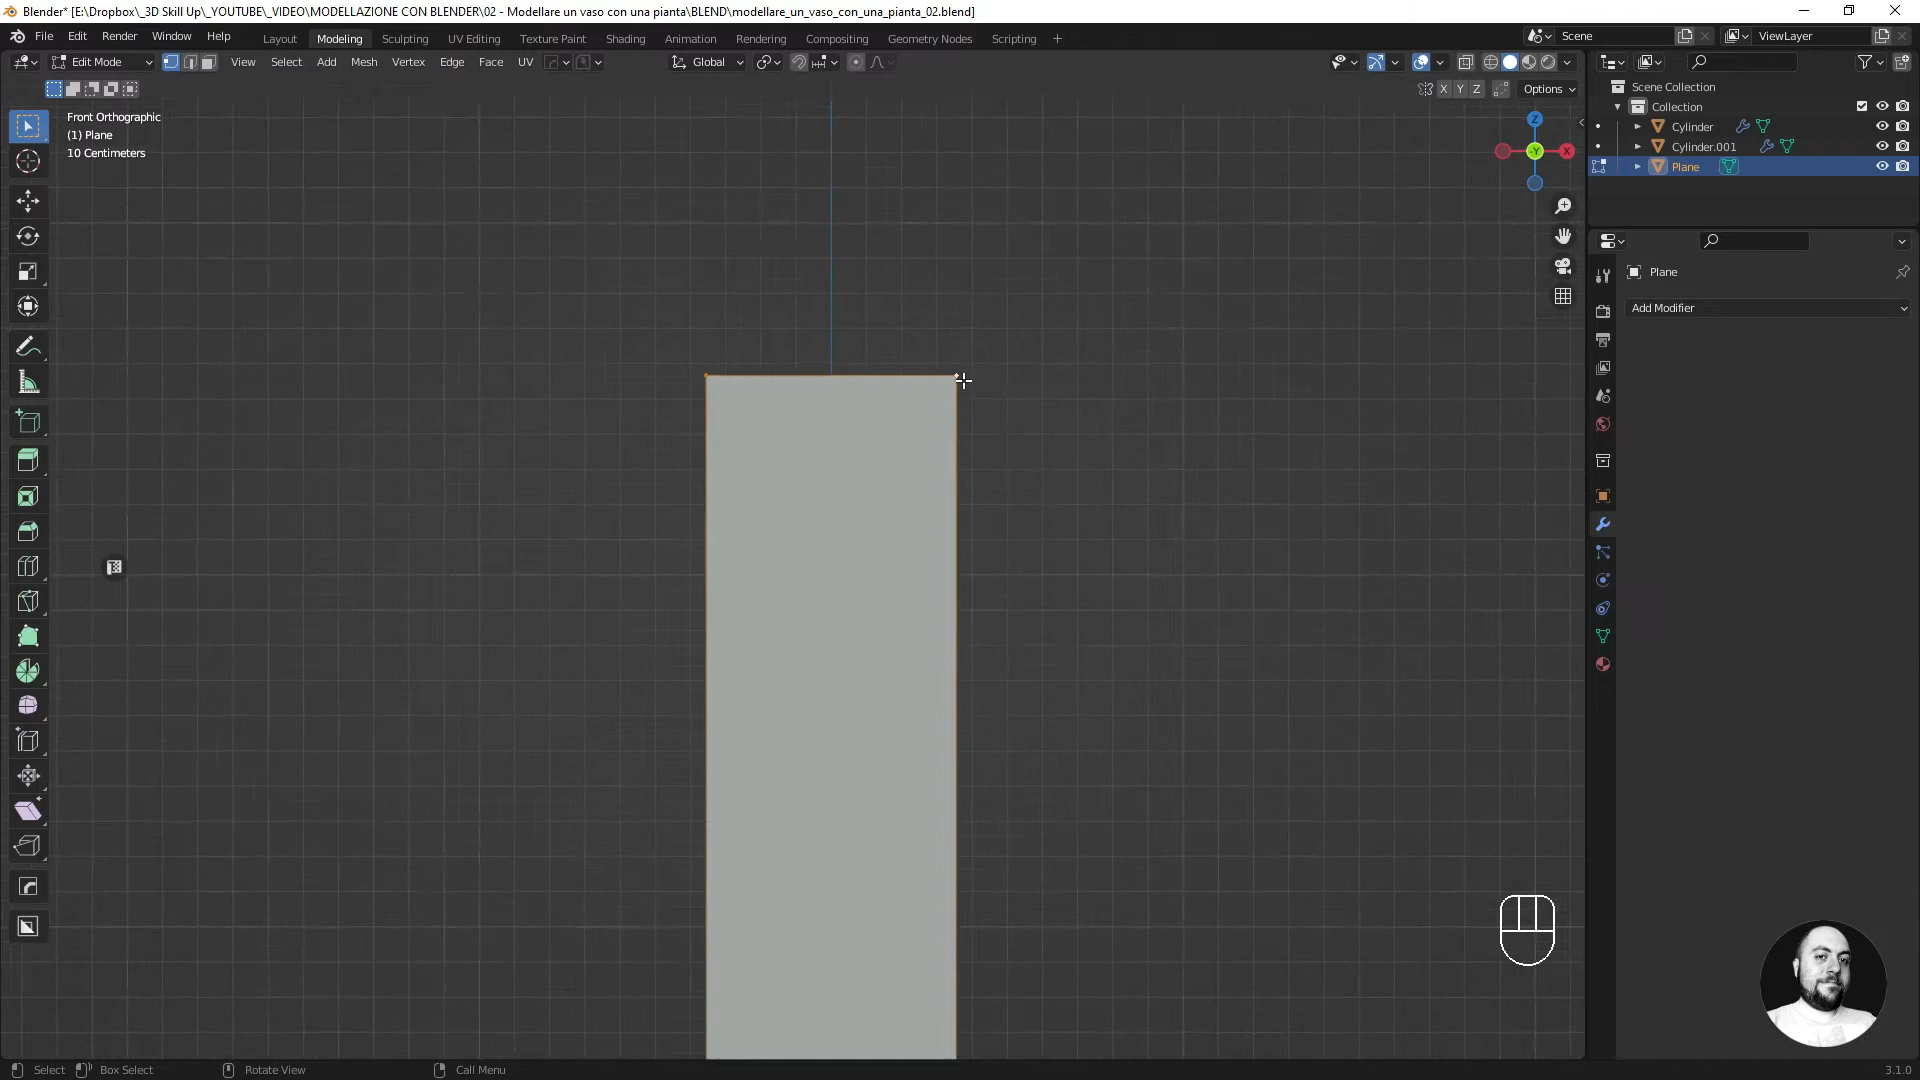 Blender* [E:\Dropbox\_3D Skill Up\_YOUTUBE\_VIDEO\MODELLAZIONE CON BLENDER\02 - Modellare un vaso con una pianta\BLEND\modellare_un_vaso_con_una_pianta_02.blend]
File Edit Render Window Help Layout Modeling Sculpting UV Editing Texture Paint Shading Animation Rendering Compositing Geometry Nodes Scripting + Scene ViewLayer
Edit Mode View Select Add Mesh Vertex Edge Face UV Global
X Y Z Options
Front Orthographic
(1) Plane
10 Centimeters
Z
-Y X
Scene Collection
Collection
Cylinder
Cylinder.001
Plane
Plane
Add Modifier
Select Box Select Rotate View Call Menu 3.1.0